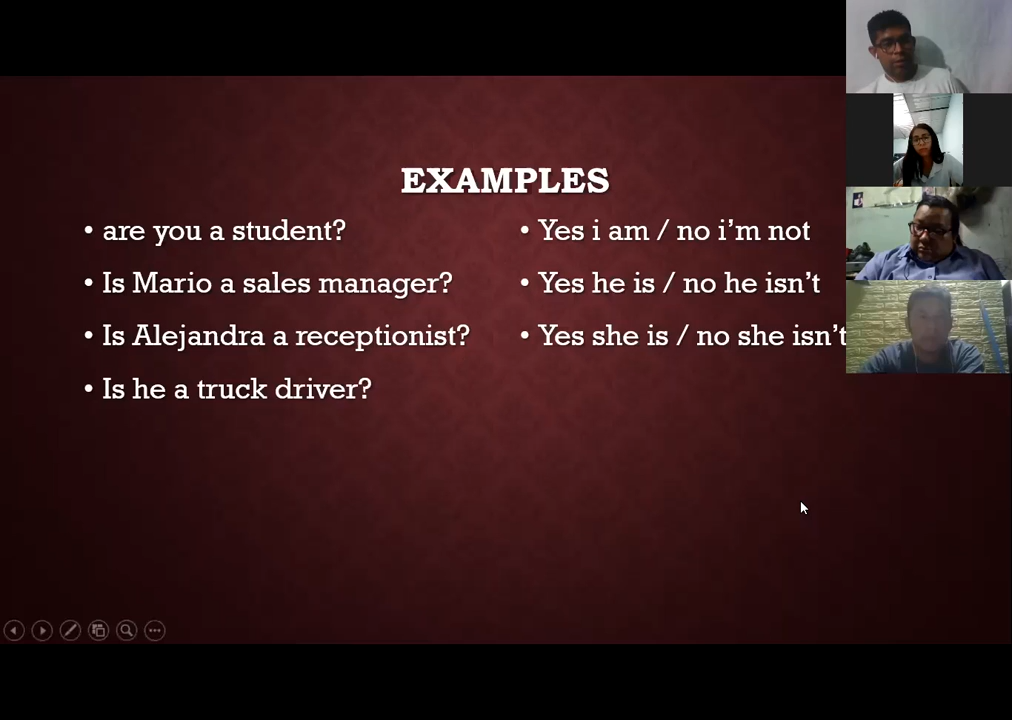 EXAMPLES
• are you a student?
• Is Mario a sales manager?
• Is Alejandra a receptionist?
• Is he a truck driver?
• Yes i am / no i'm not
• Yes he is / no he isn't
• Yes she is / no she isn't